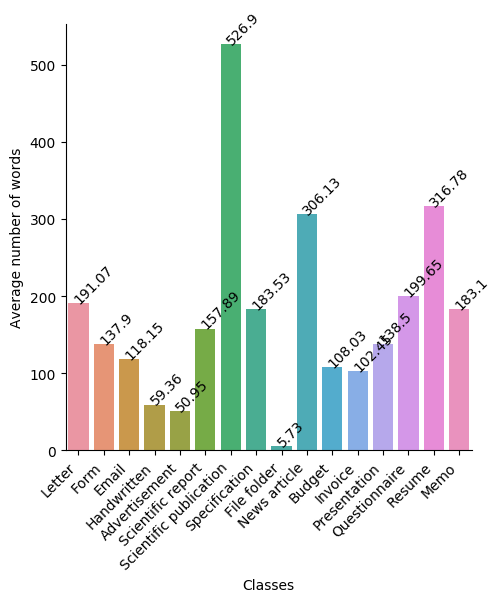 Average number of words
500
400
300
200
100
0
191.07
137.9
118.15
59.36
50.95
157.89
526.9
183.53
5.73
306.13
108.03
102.45
138.5
199.65
316.78
183.1
Letter
Form
Email
Handwritten
Advertisement
Scientific report
Scientific publication
Specification
File folder
News article
Budget
Invoice
Presentation
Questionnaire
Resume
Memo
Classes